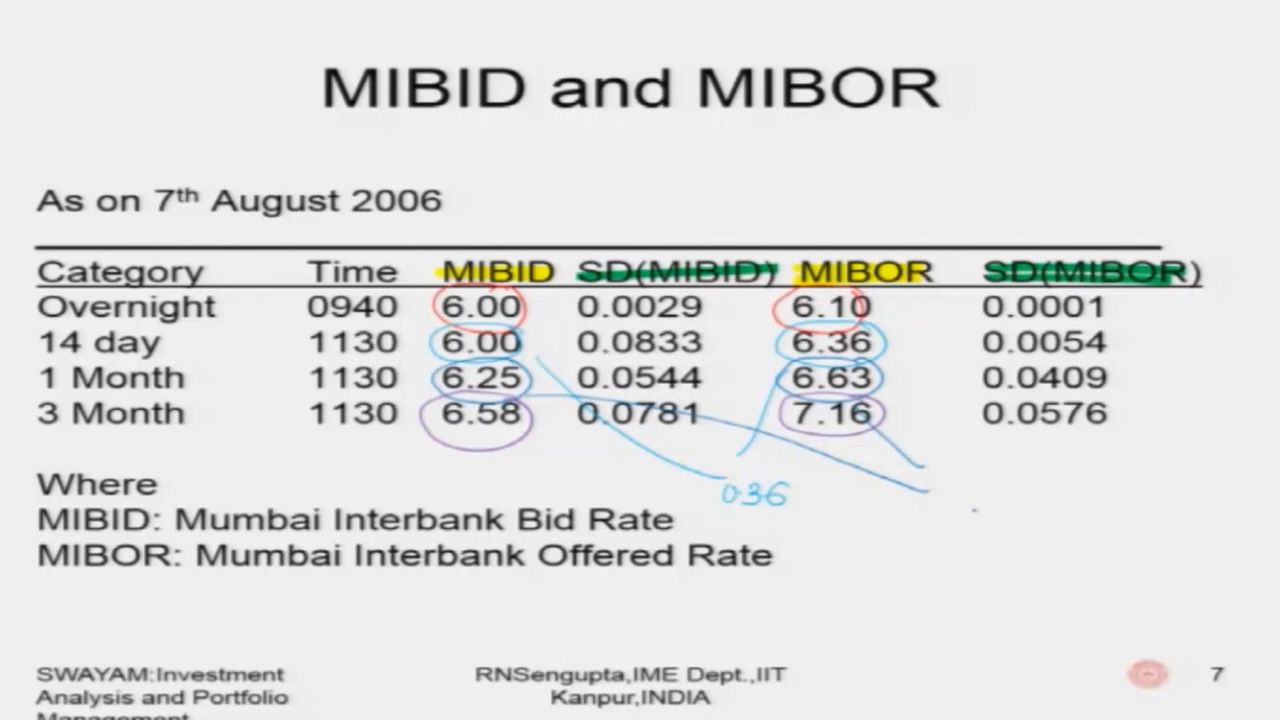 MIBID and MIBOR
As on 7th August 2006
Category Time MIBID SD(MIBID) MIBOR SD(MIBOR)
Overnight 0940 6.00 0.0029 6.10 0.0001
14 day 1130 6.00 0.0833 6.36 0.0054
1 Month 1130 6.25 0.0544 6.63 0.0409
3 Month 1130 6.58 0.0781 7.16 0.0576
0.36
Where
MIBID: Mumbai Interbank Bid Rate
MIBOR: Mumbai Interbank Offered Rate
SWAYAM:Investment
Analysis and Portfolio
Management
RNSengupta,IME Dept.,IIT
Kanpur,INDIA
7